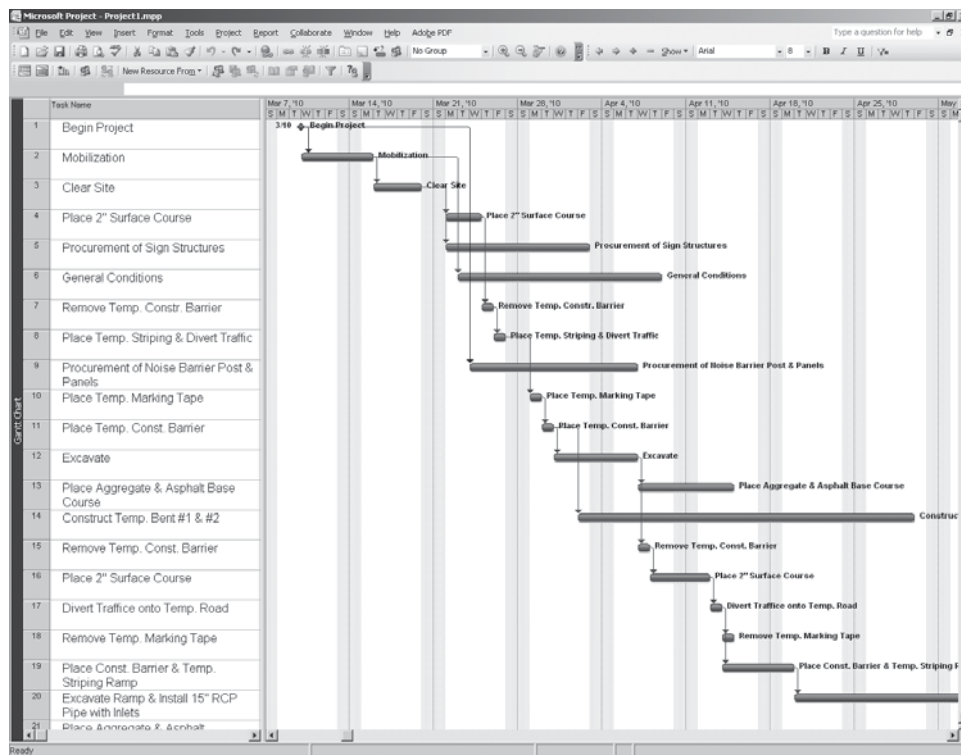 Microsoft Project - Project1.mpp
File Edit View Insert Format Tools Project Report Collaborate Window Help Adobe PDF
Type a question for help
No Group Show Arial 8 B I U
New Resource From
Task Name
Mar 7, '10 Mar 14, '10 Mar 21, '10 Mar 28, '10 Apr 4, '10 Apr 11, '10 Apr 18, '10 Apr 25, '10 May
S M T W T F S S M T W T F S S M T W T F S S M T W T F S S M T W T F S S M T W T F S S M T W T F S S M T W T F S S M
1 Begin Project
3/10 Begin Project
2 Mobilization
Mobilization
3 Clear Site
Clear Site
4 Place 2" Surface Course
Place 2" Surface Course
5 Procurement of Sign Structures
Procurement of Sign Structures
6 General Conditions
General Conditions
7 Remove Temp. Constr. Barrier
Remove Temp. Constr. Barrier
8 Place Temp. Striping & Divert Traffic
Place Temp. Striping & Divert Traffic
9 Procurement of Noise Barrier Post &
Panels
Procurement of Noise Barrier Post & Panels
10 Place Temp. Marking Tape
Place Temp. Marking Tape
11 Place Temp. Const. Barrier
Place Temp. Const. Barrier
12 Excavate
Excavate
13 Place Aggregate & Asphalt Base
Course
Place Aggregate & Asphalt Base Course
14 Construct Temp. Bent #1 & #2
Construc
15 Remove Temp. Const. Barrier
Remove Temp. Const. Barrier
16 Place 2" Surface Course
Place 2" Surface Course
17 Divert Traffice onto Temp. Road
Divert Traffice onto Temp. Road
18 Remove Temp. Marking Tape
Remove Temp. Marking Tape
19 Place Const. Barrier & Temp.
Striping Ramp
Place Const. Barrier & Temp. Striping R
20 Excavate Ramp & Install 15" RCP
Pipe with Inlets
21 Place Aggregate & Asphalt
Gantt Chart
Ready